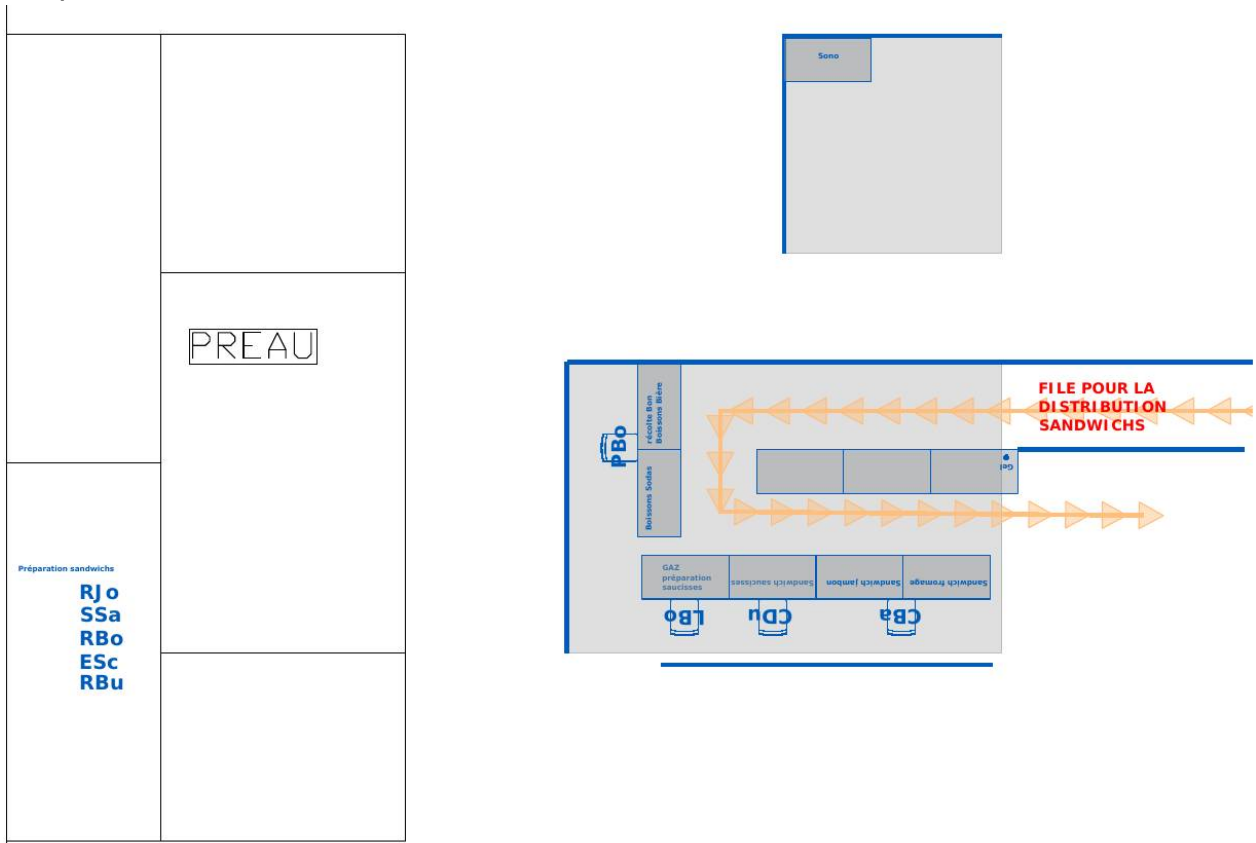 Sono
PREAU
FILE POUR LA
DISTRIBUTION
SANDWICHS
récolte Bon
Boissons Bière
PBo
Gel
Boissons Sodas
GAZ
préparation
saucisses
Sandwich saucisses
Sandwich jambon
Sandwich fromage
LBo
CDu
CBa
Préparation sandwichs
RJo
SSa
RBo
ESc
RBu